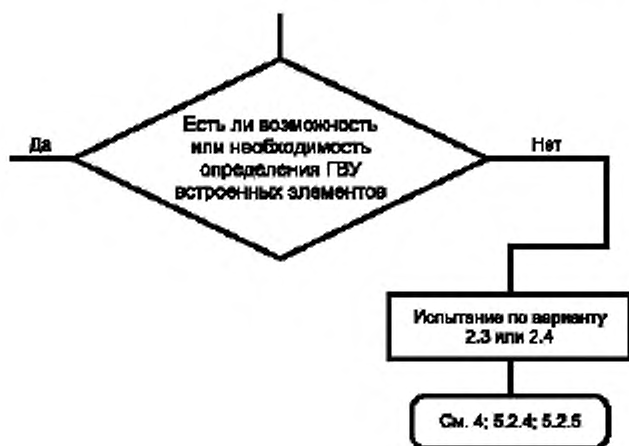 Есть ли возможность
или необходимость
определения ГВУ
встроенных элементов
Да
Нет
Испытание по варианту
2.3 или 2.4
См. 4; 5.2.4; 5.2.5